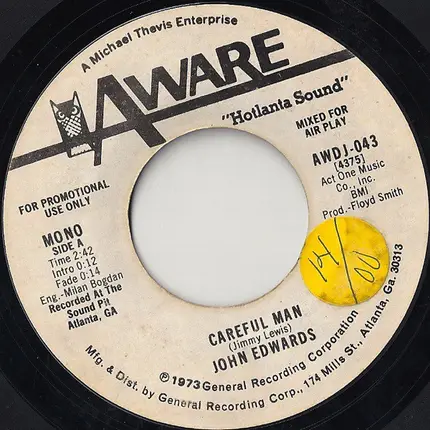 A Michael Thevis Enterprise
AWARE
"Hotlanta Sound"
MIXED FOR
AIR PLAY
AWDJ-043
[4375]
Act One Music
Co., Inc.
BMI
Prod.-Floyd Smith
FOR PROMOTIONAL
USE ONLY
MONO
SIDE A
Time 2:42
Intro 0:12
Fade 0:14
Eng.-Milan Bogdan
Recorded At The
Sound Pit
Atlanta, GA
14/00
CAREFUL MAN
(Jimmy Lewis)
JOHN EDWARDS
℗1973 General Recording Corporation
Mfg. & Dist. by General Recording Corp., 174 Mills St., Atlanta, Ga. 30313